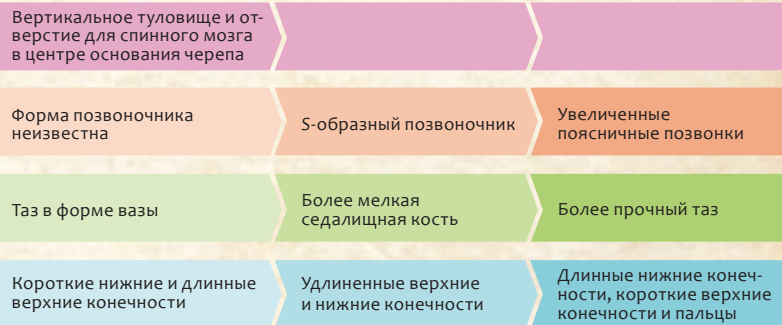 Вертикальное туловище и от-
верстие для спинного мозга
в центре основания черепа
Форма позвоночника
неизвестна
S-образный позвоночник
Увеличенные
поясничные позвонки
Таз в форме вазы
Более мелкая
седалищная кость
Более прочный таз
Короткие нижние и длинные
верхние конечности
Удлиненные верхние
и нижние конечности
Длинные нижние конеч-
ности, короткие верхние
конечности и пальцы